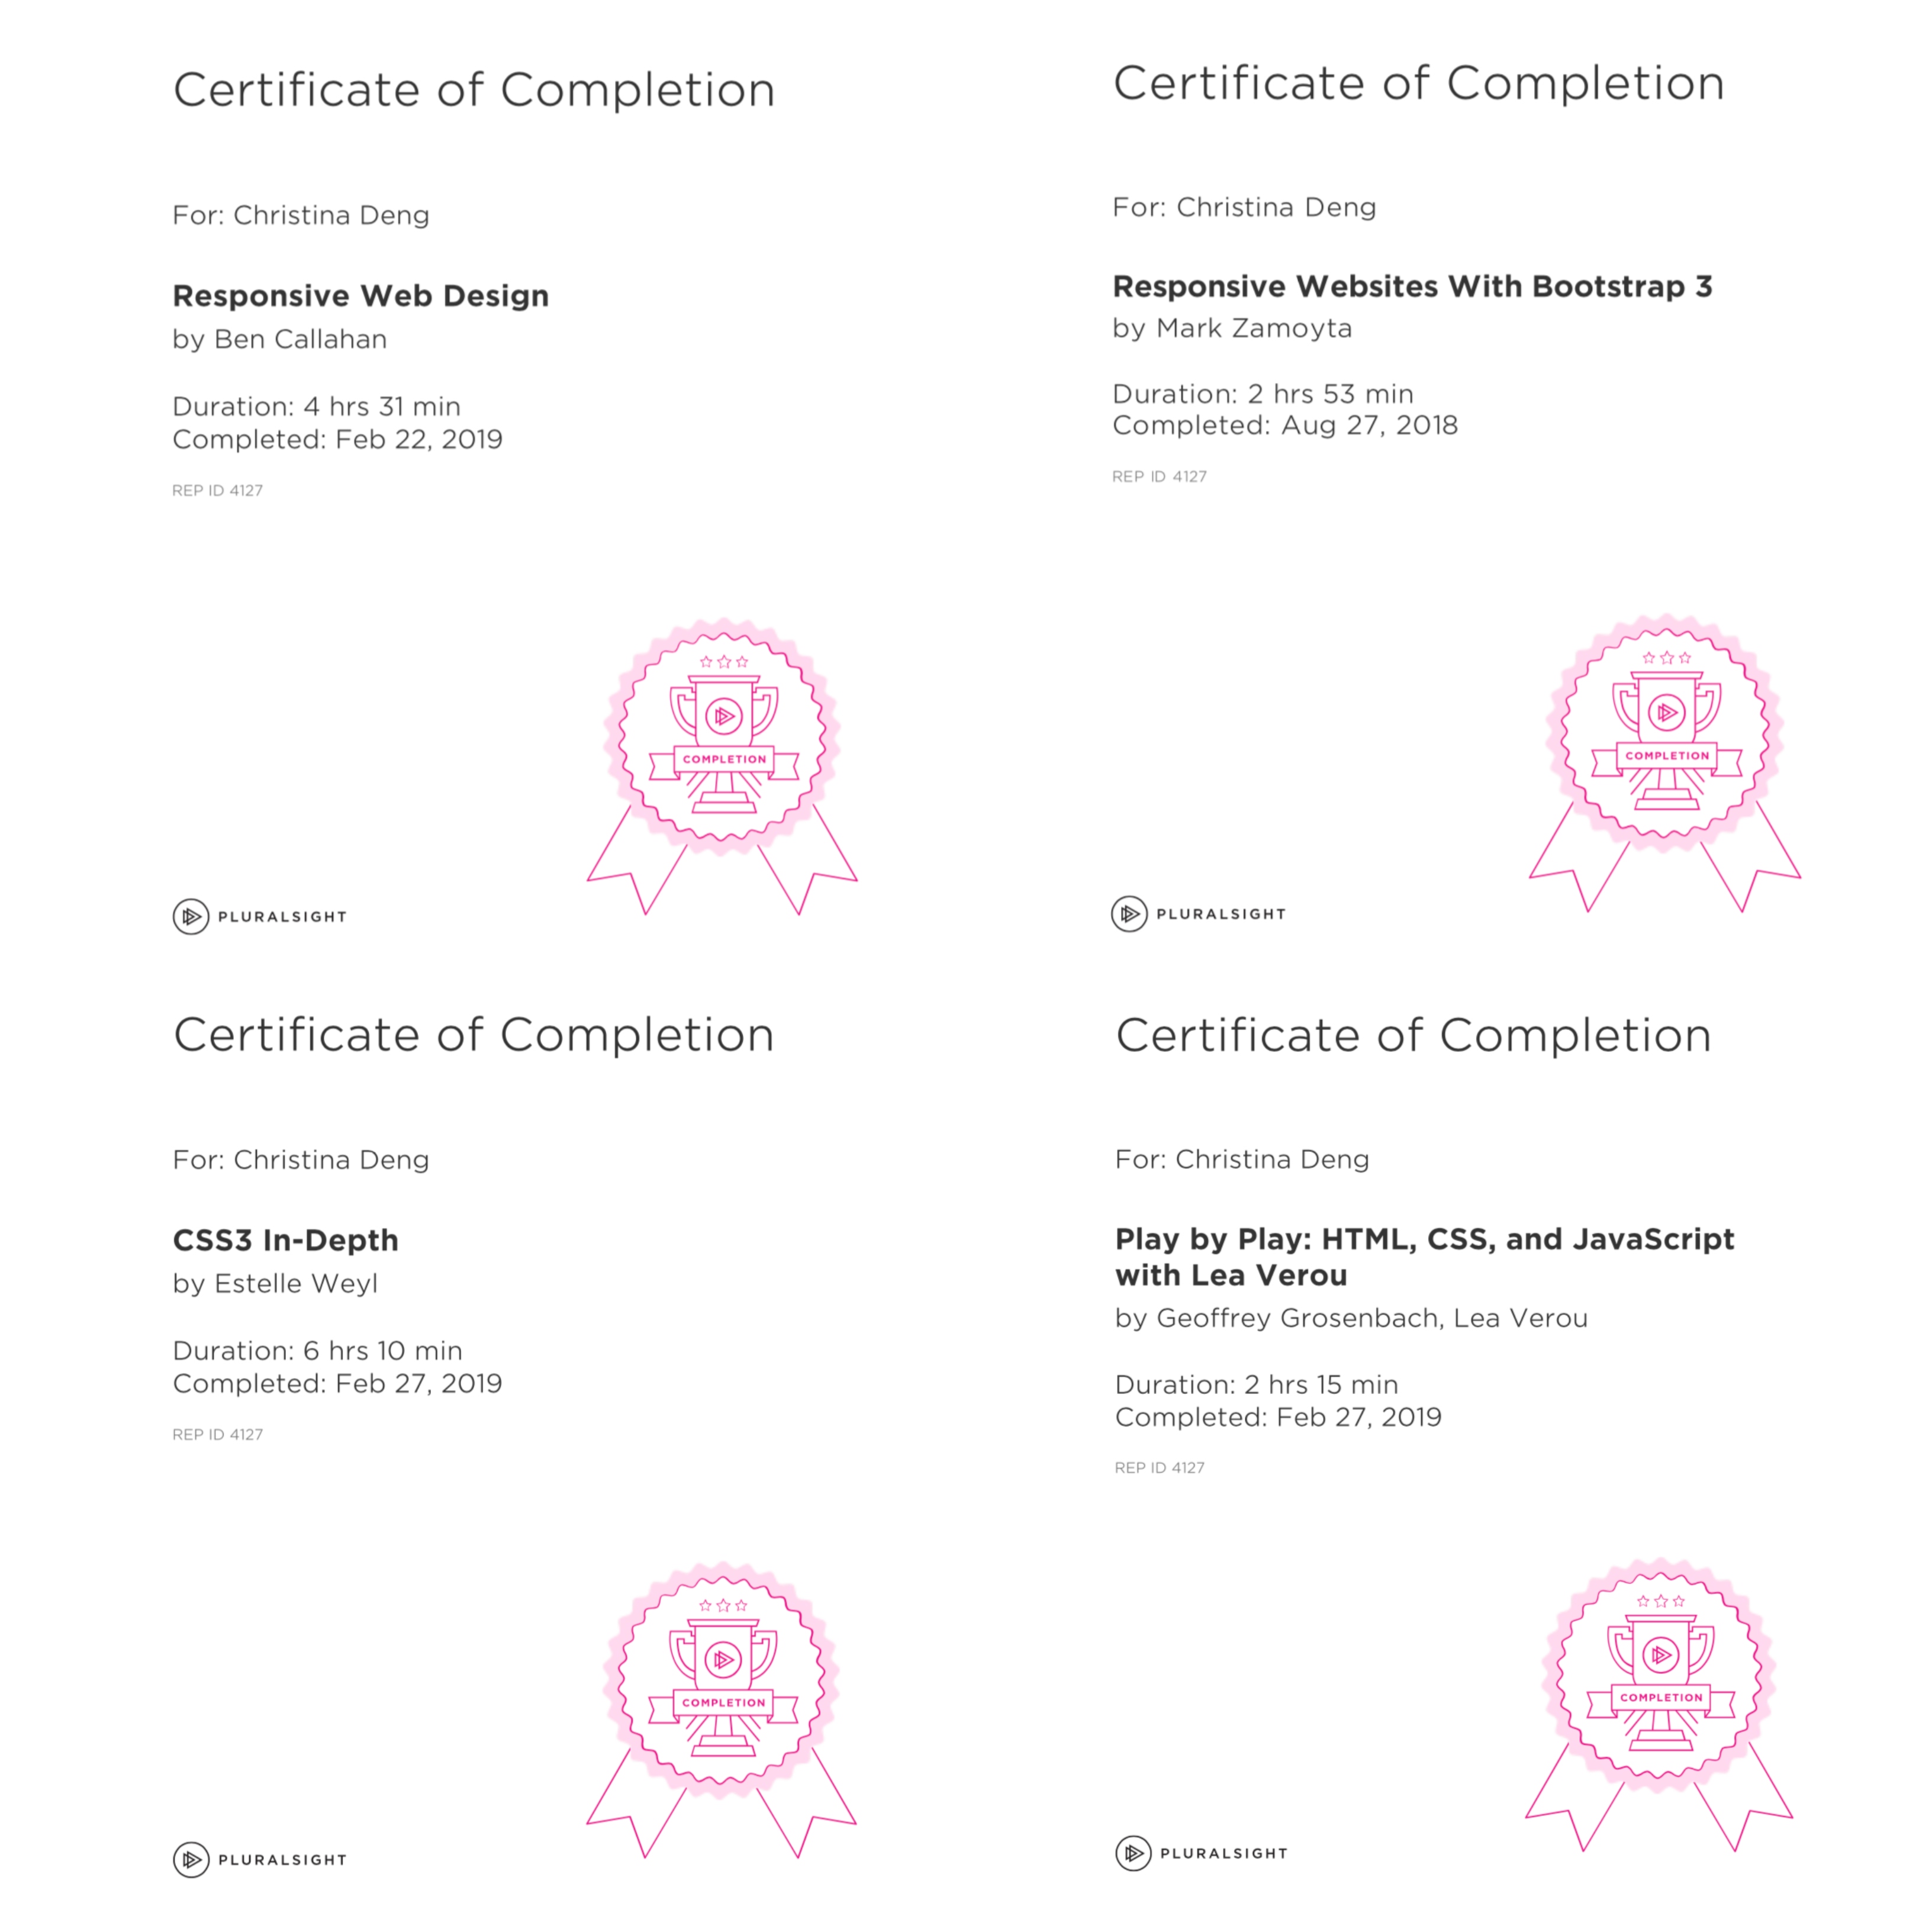 Certificate of Completion
For: Christina Deng
Responsive Web Design
by Ben Callahan
Duration: 4 hrs 31 min
Completed: Feb 22, 2019
REP ID 4127
COMPLETION
PLURALSIGHT
Certificate of Completion
For: Christina Deng
Responsive Websites With Bootstrap 3
by Mark Zamoyta
Duration: 2 hrs 53 min
Completed: Aug 27, 2018
REP ID 4127
COMPLETION
PLURALSIGHT
Certificate of Completion
For: Christina Deng
CSS3 In-Depth
by Estelle Weyl
Duration: 6 hrs 10 min
Completed: Feb 27, 2019
REP ID 4127
COMPLETION
PLURALSIGHT
Certificate of Completion
For: Christina Deng
Play by Play: HTML, CSS, and JavaScript
with Lea Verou
by Geoffrey Grosenbach, Lea Verou
Duration: 2 hrs 15 min
Completed: Feb 27, 2019
REP ID 4127
COMPLETION
PLURALSIGHT